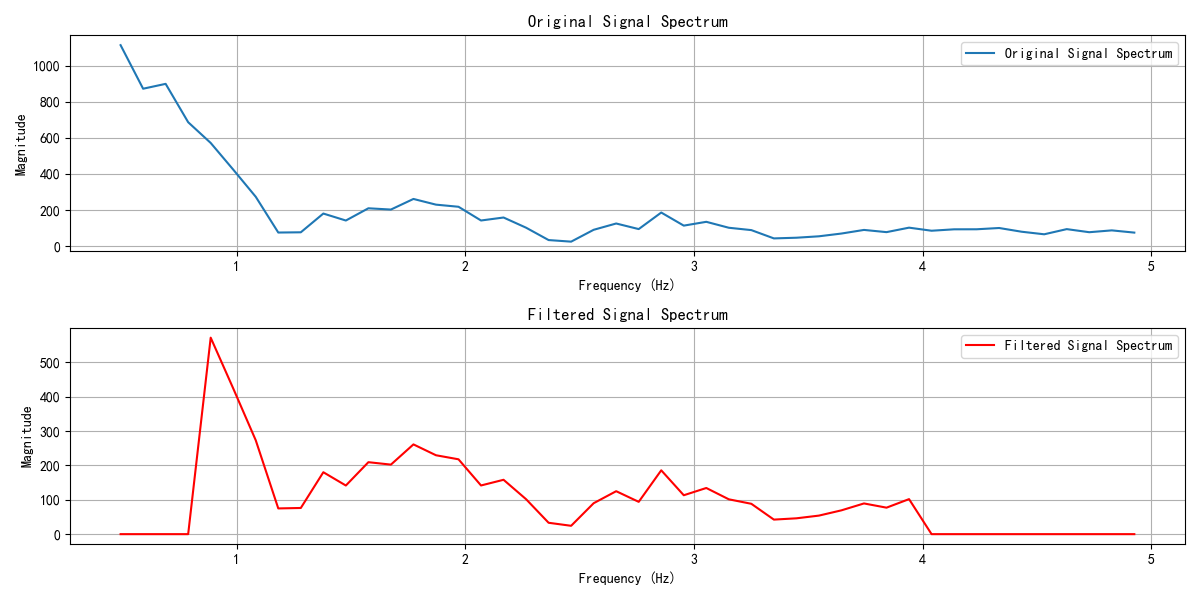 Original Signal Spectrum
Original Signal Spectrum
1000
800
600
400
200
0
Magnitude
1 2 3 4 5
Frequency (Hz)
Filtered Signal Spectrum
Filtered Signal Spectrum
500
400
300
200
100
0
Magnitude
1 2 3 4 5
Frequency (Hz)